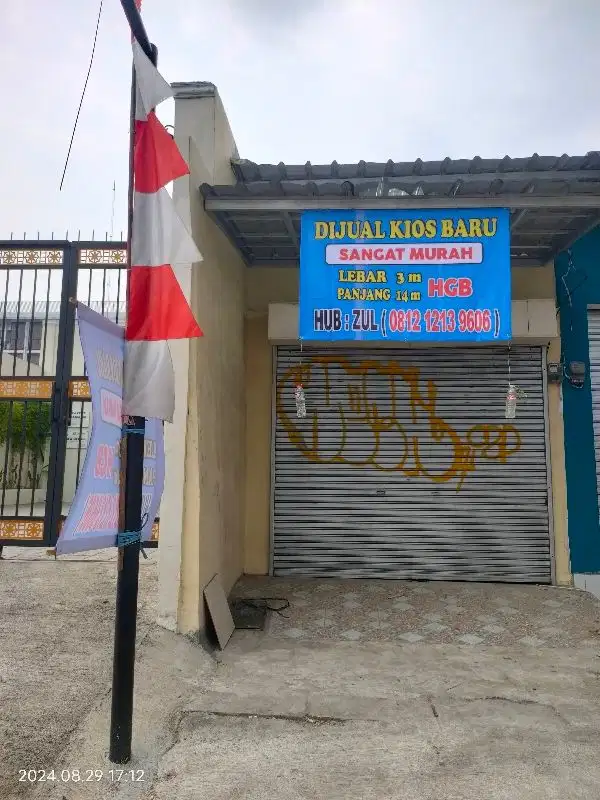 DIJUAL KIOS BARU
SANGAT MURAH
LEBAR 3 m
PANJANG 14 m HGB
HUB : ZUL ( 0812 1213 9606 )
2024.08.29 17:12